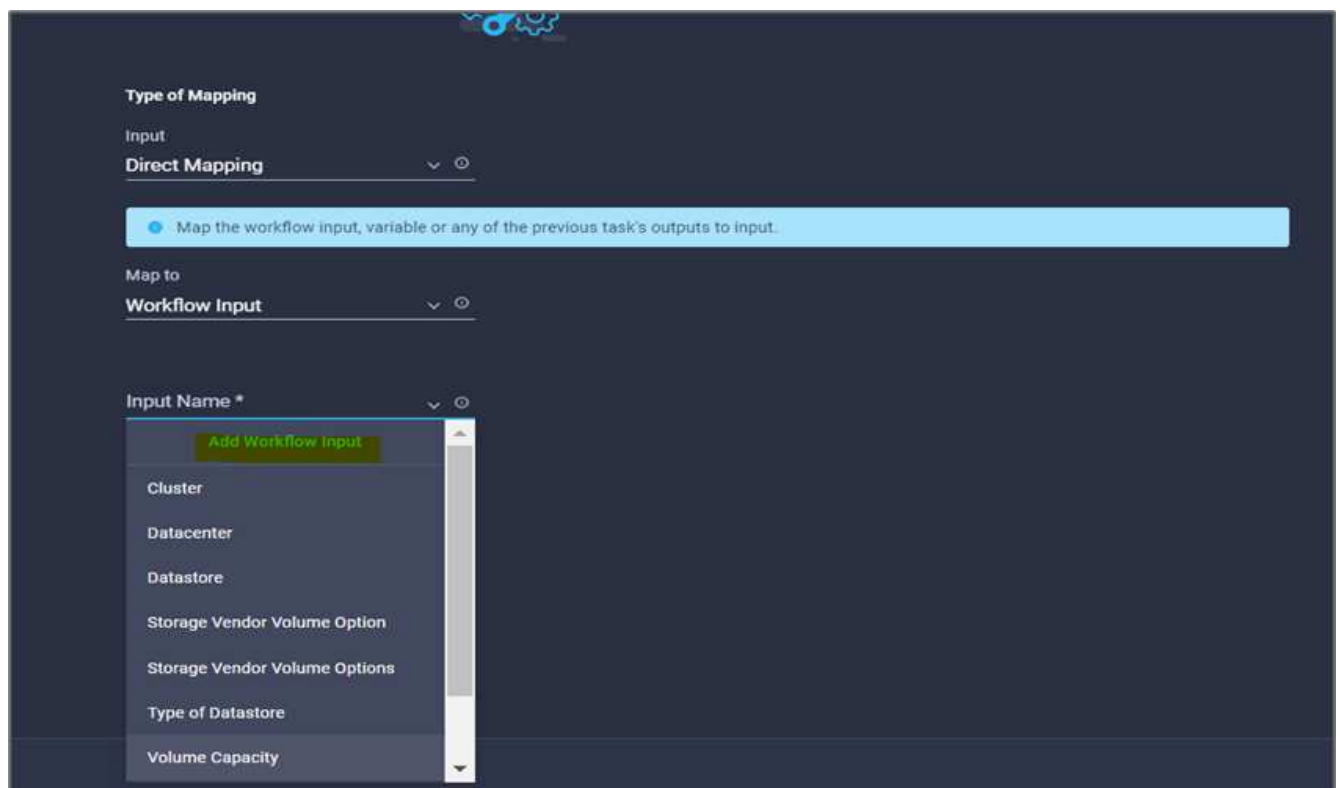 Type of Mapping
Input
Direct Mapping
Map the workflow input, variable or any of the previous task's outputs to input.
Map to
Workflow Input
Input Name *
Add Workflow Input
Cluster
Datacenter
Datastore
Storage Vendor Volume Option
Storage Vendor Volume Options
Type of Datastore
Volume Capacity